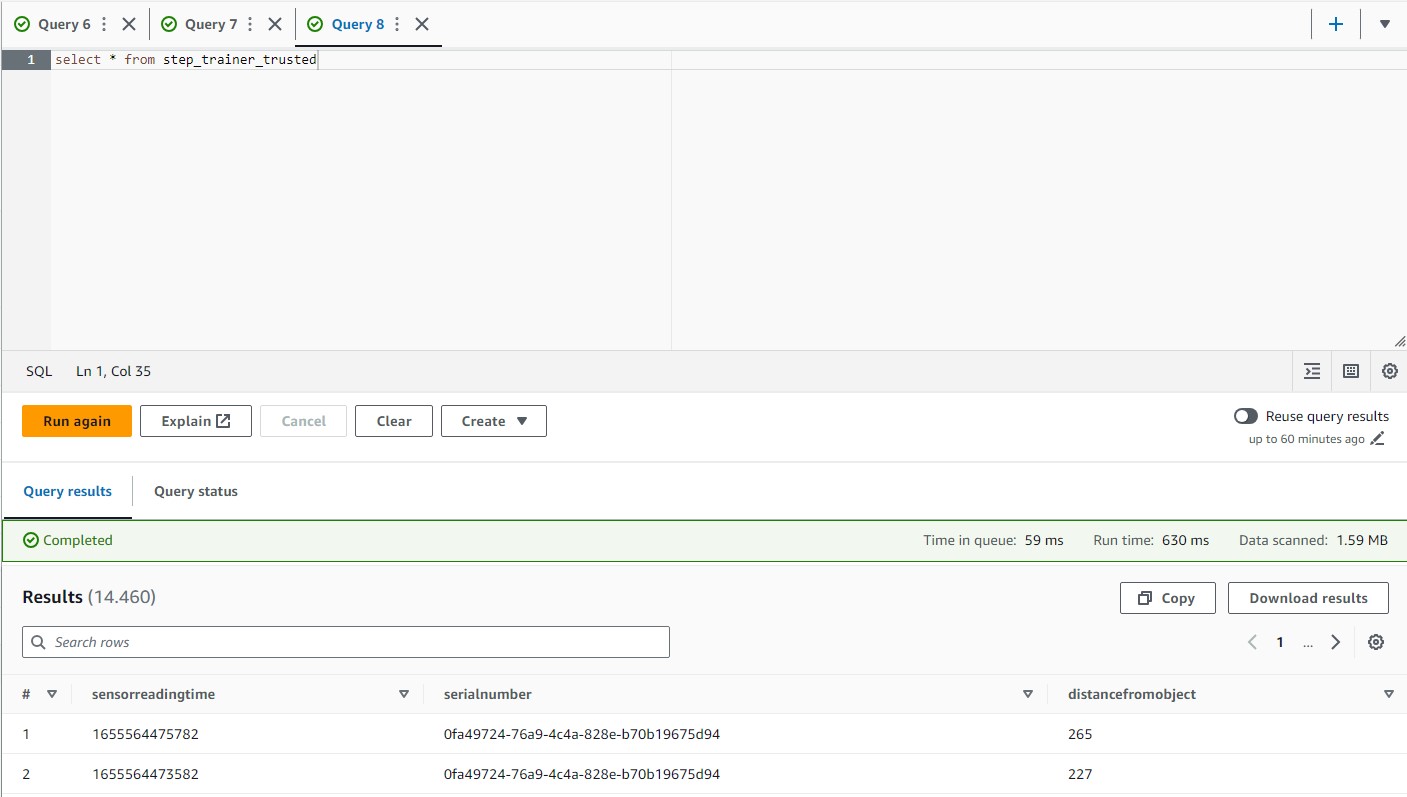 Query 6 Query 7 Query 8
1 select * from step_trainer_trusted
SQL Ln 1, Col 35
Run again Explain Cancel Clear Create Reuse query results
up to 60 minutes ago
Query results Query status
Completed Time in queue: 59 ms Run time: 630 ms Data scanned: 1.59 MB
Results (14.460) Copy Download results
Search rows 1 ...
# sensorreadingtime serialnumber distancefromobject
1 1655564475782 0fa49724-76a9-4c4a-828e-b70b19675d94 265
2 1655564473582 0fa49724-76a9-4c4a-828e-b70b19675d94 227